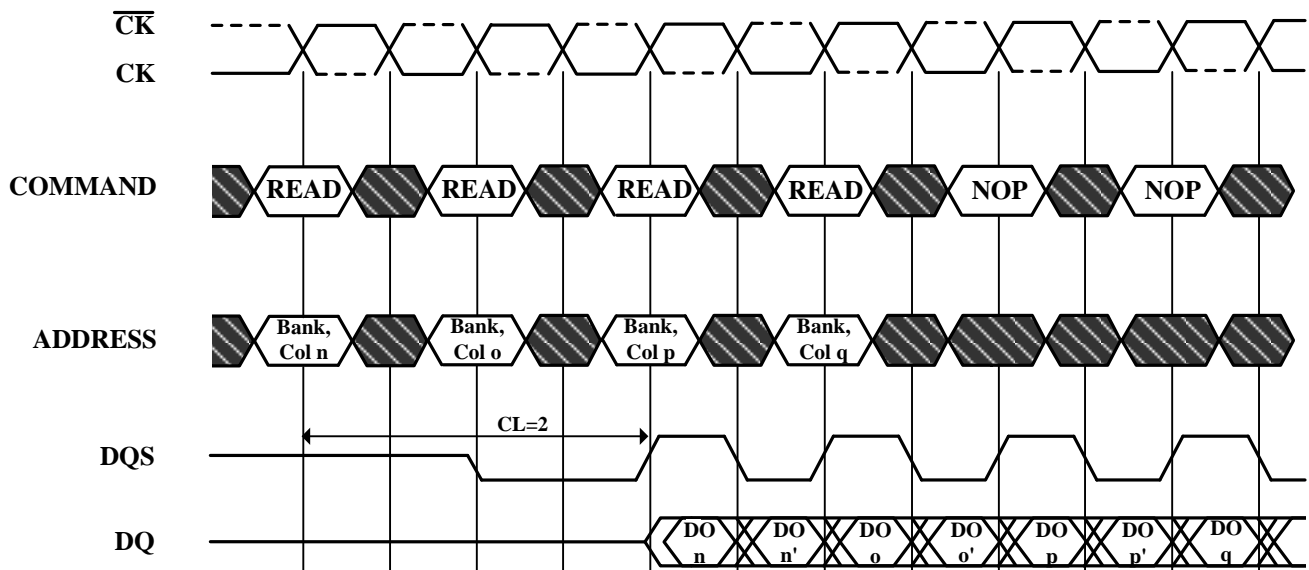 C̅K̅
CK
COMMAND
READ
READ
READ
READ
NOP
NOP
ADDRESS
Bank,
Col n
Bank,
Col o
Bank,
Col p
Bank,
Col q
CL=2
DQS
DQ
DO
n
DO
n'
DO
o
DO
o'
DO
p
DO
p'
DO
q